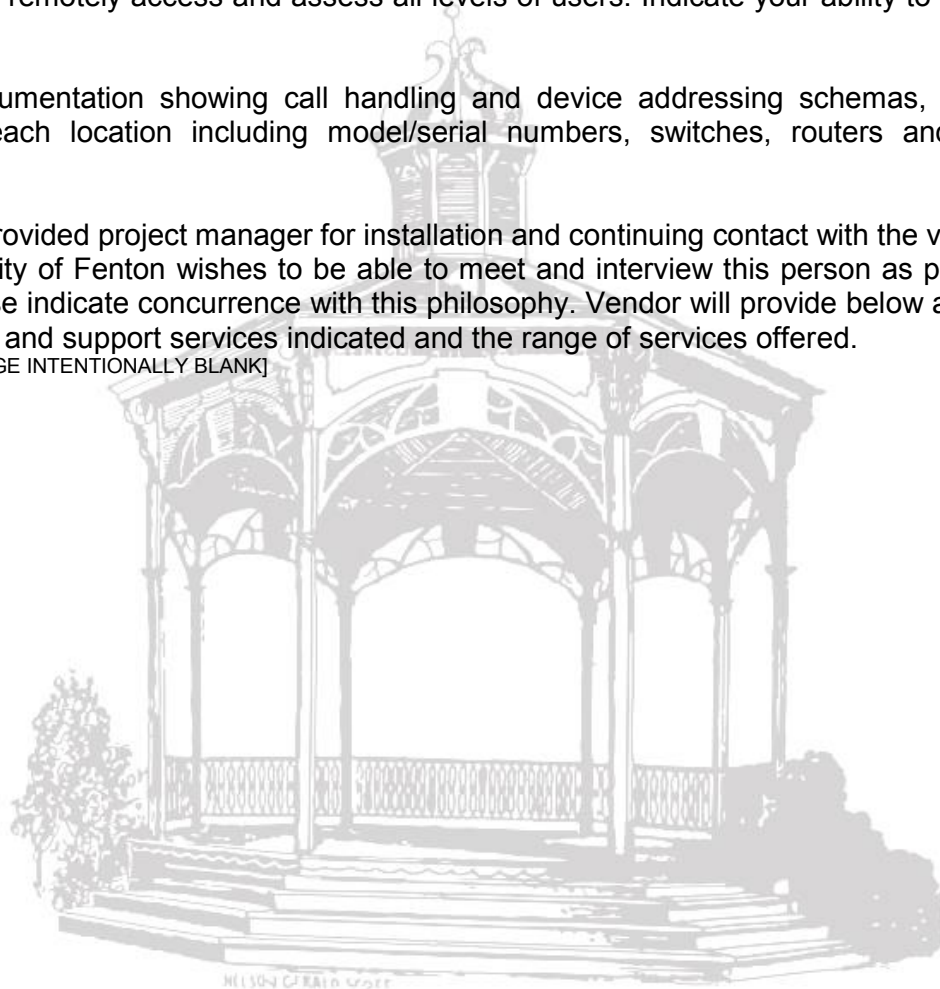 remotely access and assess all levels of users. Indicate your ability to
umentation showing call handling and device addressing schemas,
each location including model/serial numbers, switches, routers and
rovided project manager for installation and continuing contact with the v
ity of Fenton wishes to be able to meet and interview this person as p
se indicate concurrence with this philosophy. Vendor will provide below a
and support services indicated and the range of services offered.
GE INTENTIONALLY BLANK]
NELSON GERALD